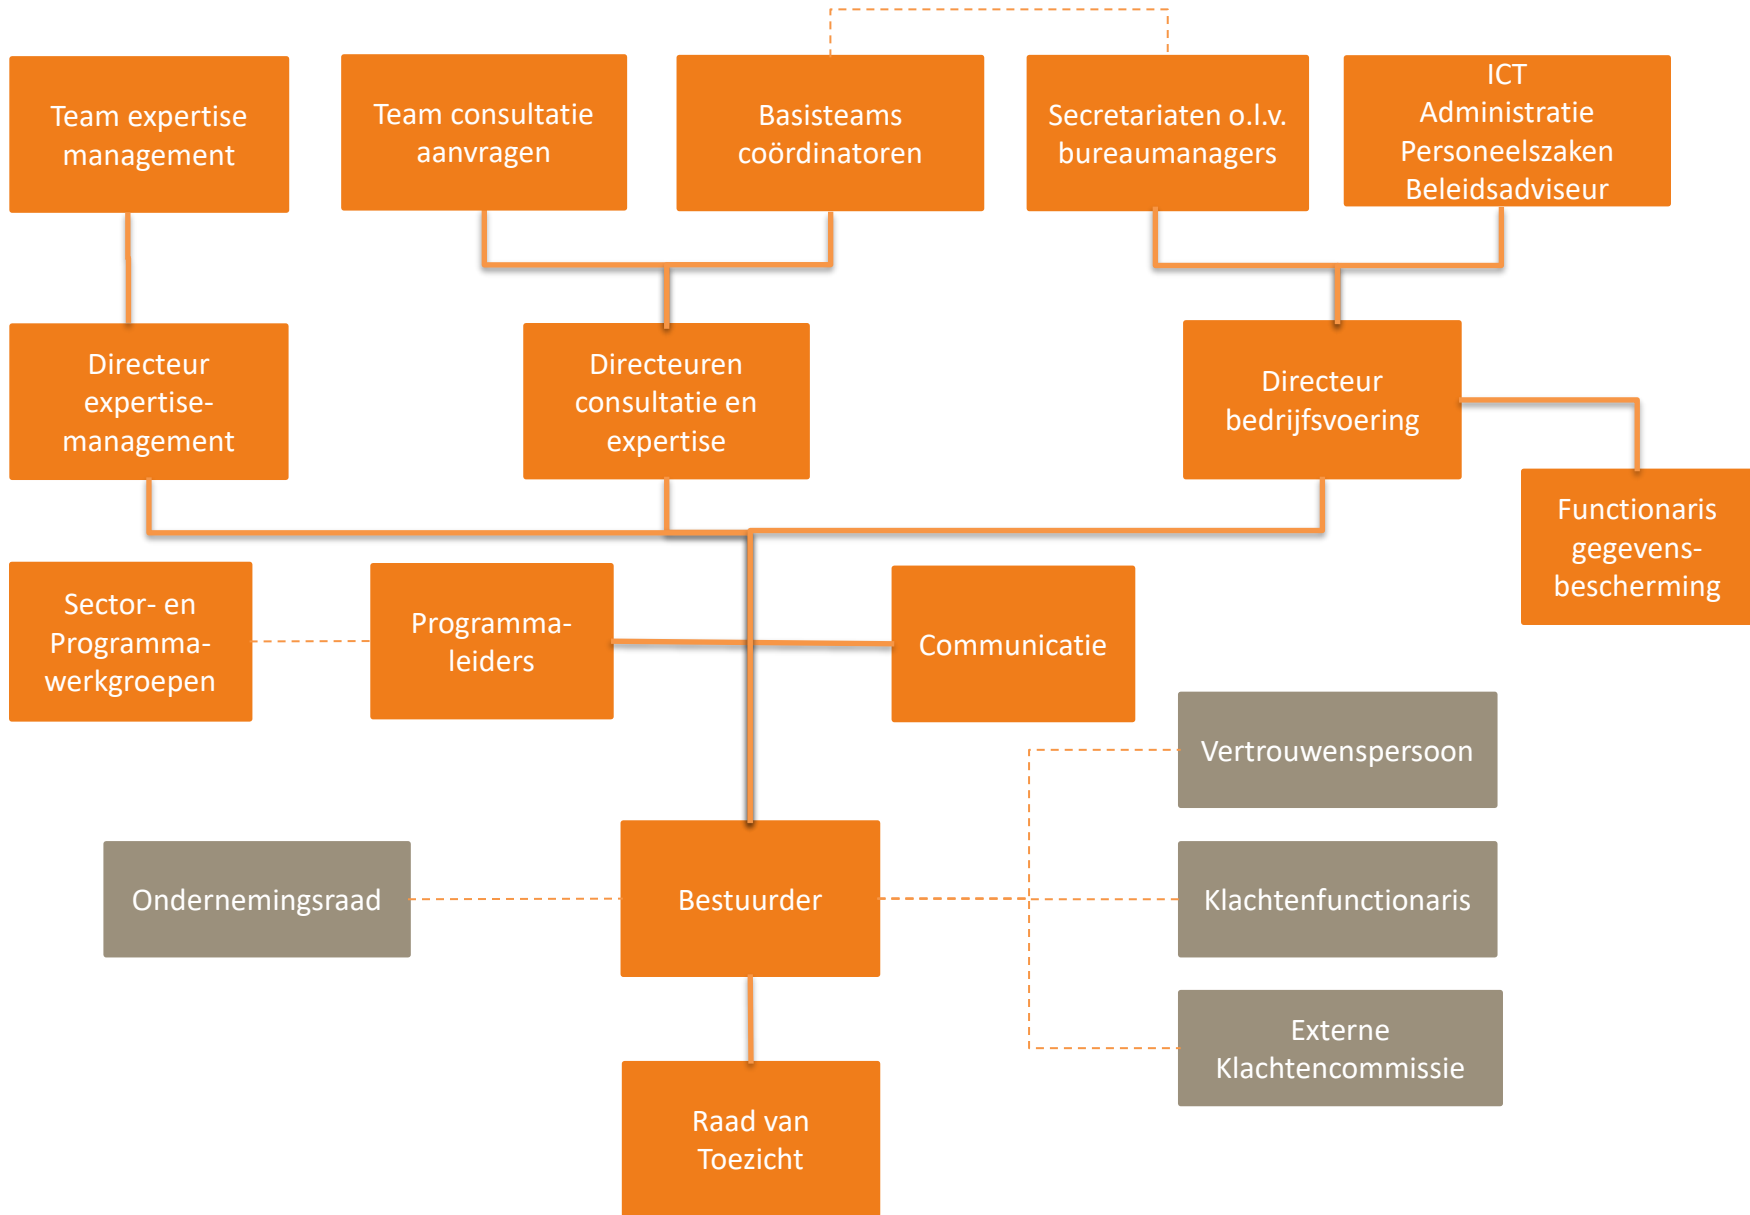 Team expertise
management
Team consultatie
aanvragen
Basisteams
coördinatoren
Secretariaten o.l.v.
bureaumanagers
ICT
Administratie
Personeelszaken
Beleidsadviseur
Directeur
expertise-
management
Directeuren
consultatie en
expertise
Directeur
bedrijfsvoering
Functionaris
gegevens-
bescherming
Sector- en
Programma-
werkgroepen
Programma-
leiders
Communicatie
Vertrouwenspersoon
Ondernemingsraad
Bestuurder
Klachtenfunctionaris
Externe
Klachtencommissie
Raad van
Toezicht